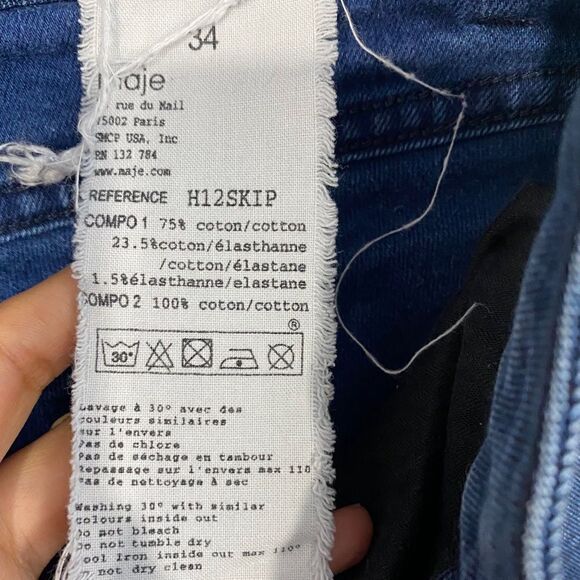 34
maje
rue du Mail
75002 Paris
SMCP USA, Inc
RN 132 784
www.maje.com
REFERENCE H12SKIP
COMPO 1 75% coton/cotton
23.5%coton/élasthanne
/cotton/élastane
1.5%élasthanne/elastane
COMPO 2 100% coton/cotton
®
30°
Lavage à 30° avec des
couleurs similaires
sur l'envers
Pas de chlore
Pas de séchage en tambour
Repassage sur l'envers max 110
Pas de nettoyage à sec
Washing 30° with similar
colours inside out
Do not bleach
Do not tumble dry
Cool Iron inside out max 110°
Do not dry clean